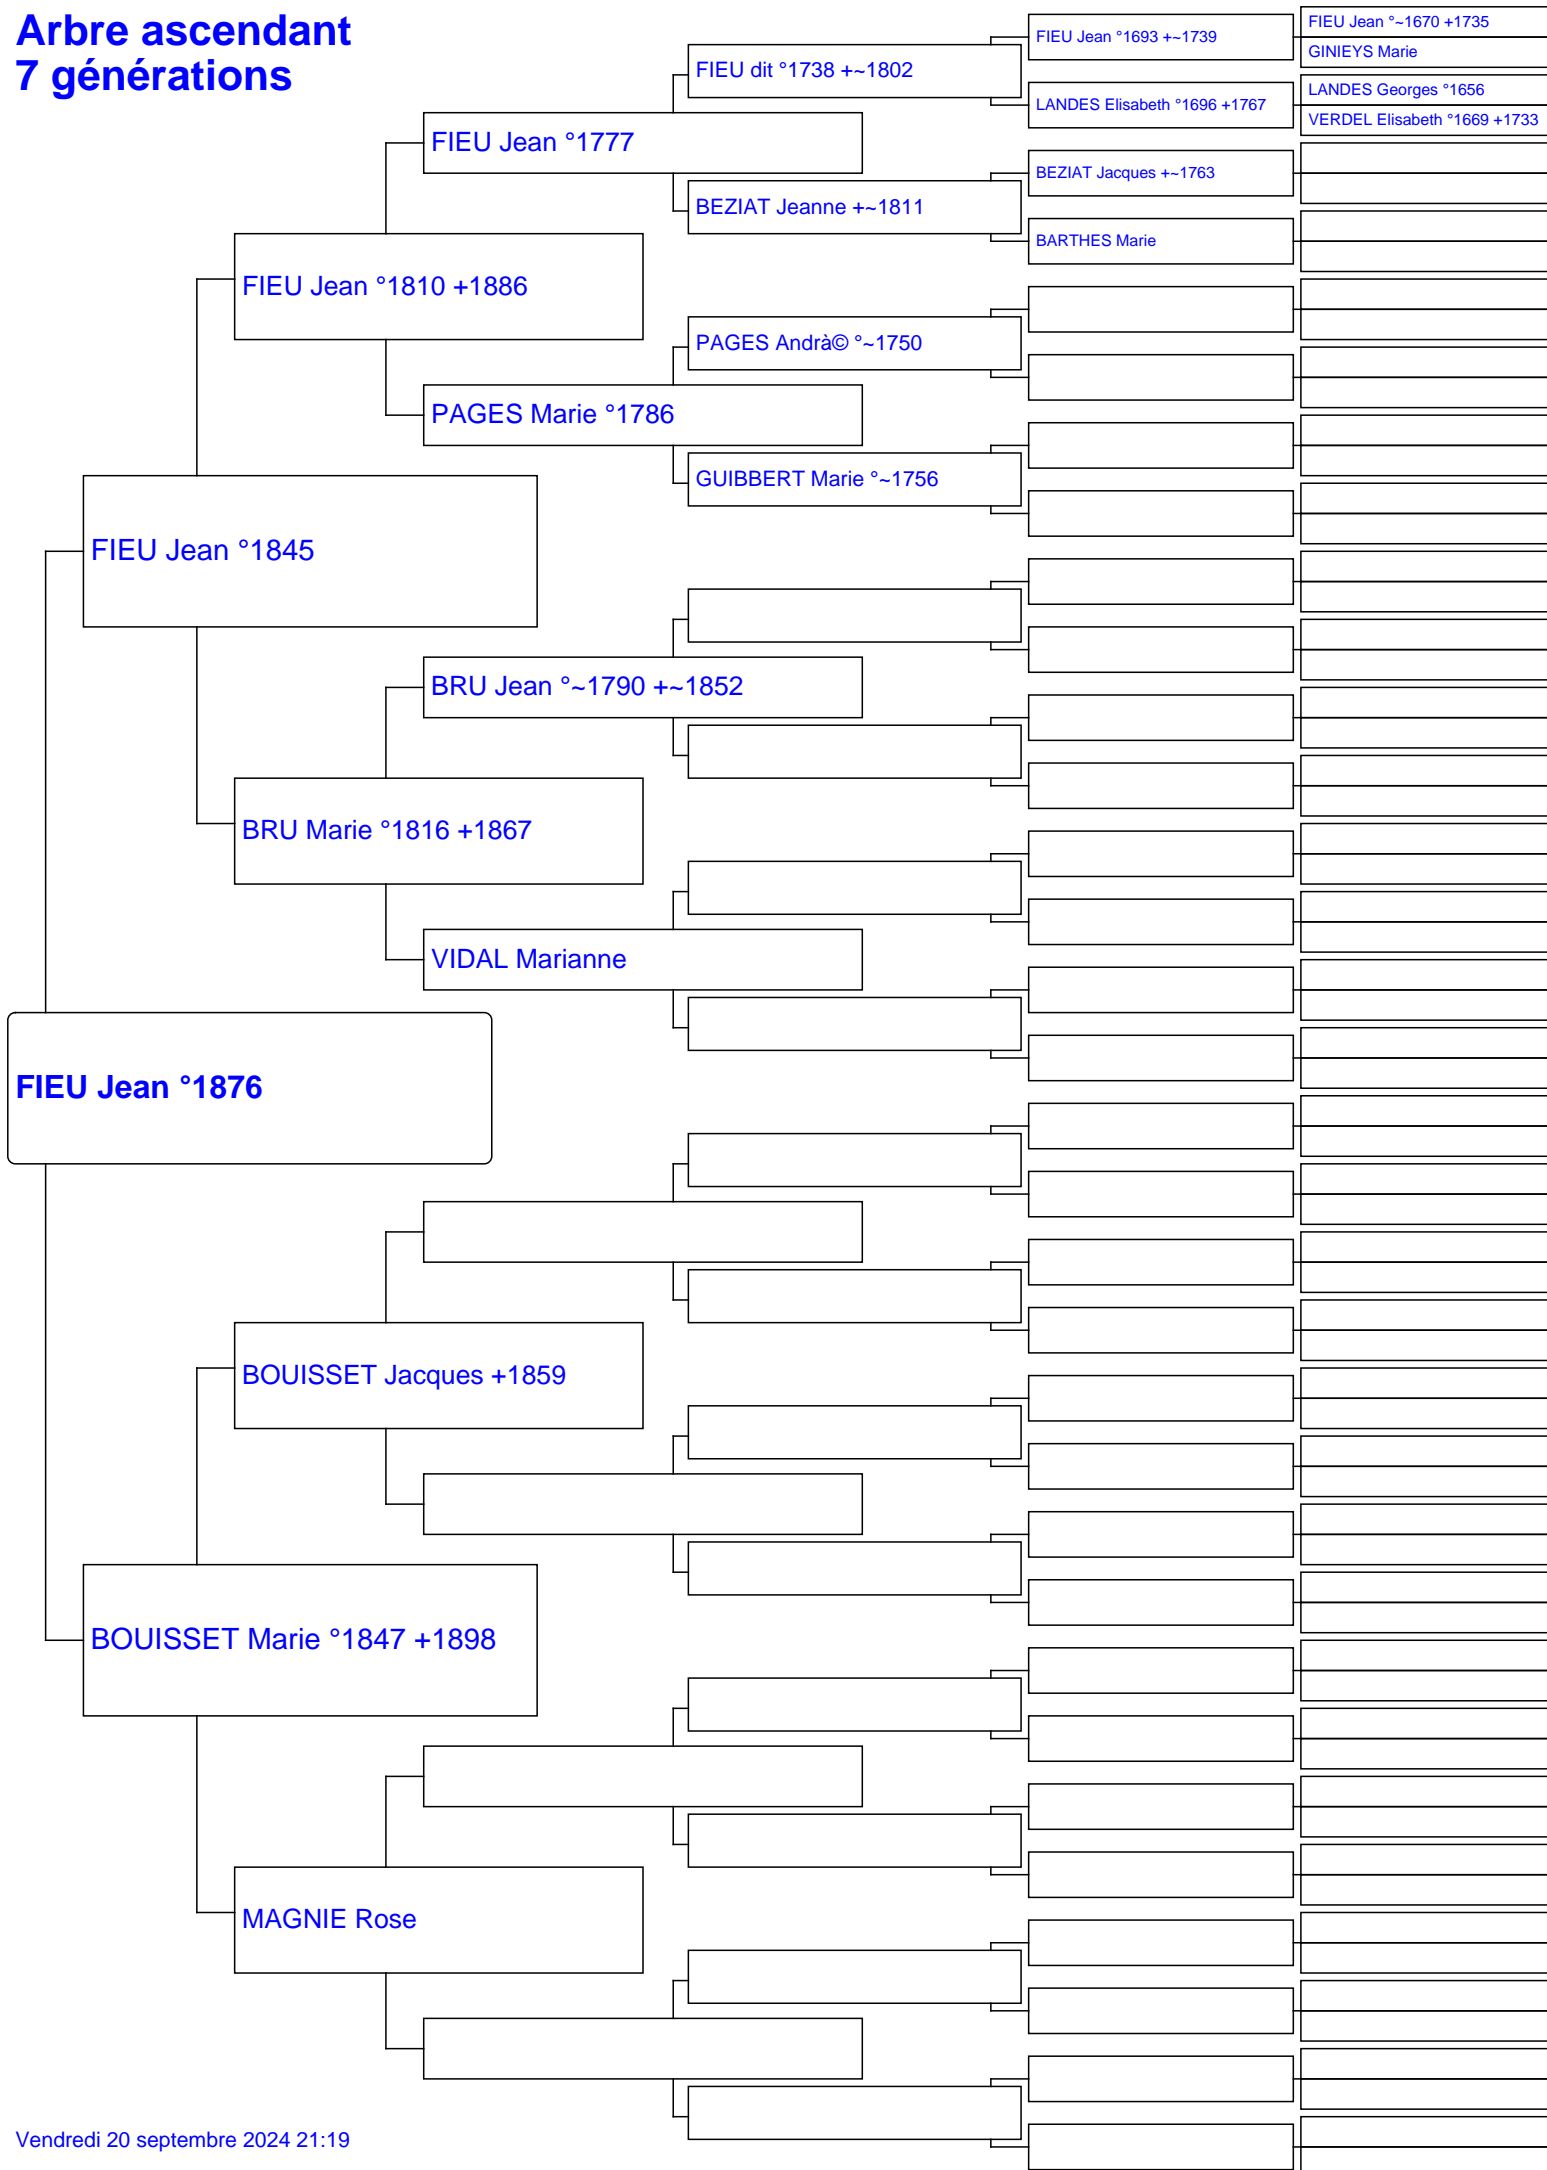 Arbre ascendant
7 générations
FIEU Jean °1693 +~1739
FIEU Jean °~1670 +1735
GINIEYS Marie
FIEU dit °1738 +~1802
LANDES Elisabeth °1696 +1767
LANDES Georges °1656
VERDEL Elisabeth °1669 +1733
FIEU Jean °1777
BEZIAT Jacques +~1763
BEZIAT Jeanne +~1811
BARTHES Marie
FIEU Jean °1810 +1886
PAGES Andrà© °~1750
PAGES Marie °1786
GUIBBERT Marie °~1756
FIEU Jean °1845
BRU Jean °~1790 +~1852
BRU Marie °1816 +1867
VIDAL Marianne
FIEU Jean °1876
BOUISSET Jacques +1859
BOUISSET Marie °1847 +1898
MAGNIE Rose
Vendredi 20 septembre 2024 21:19